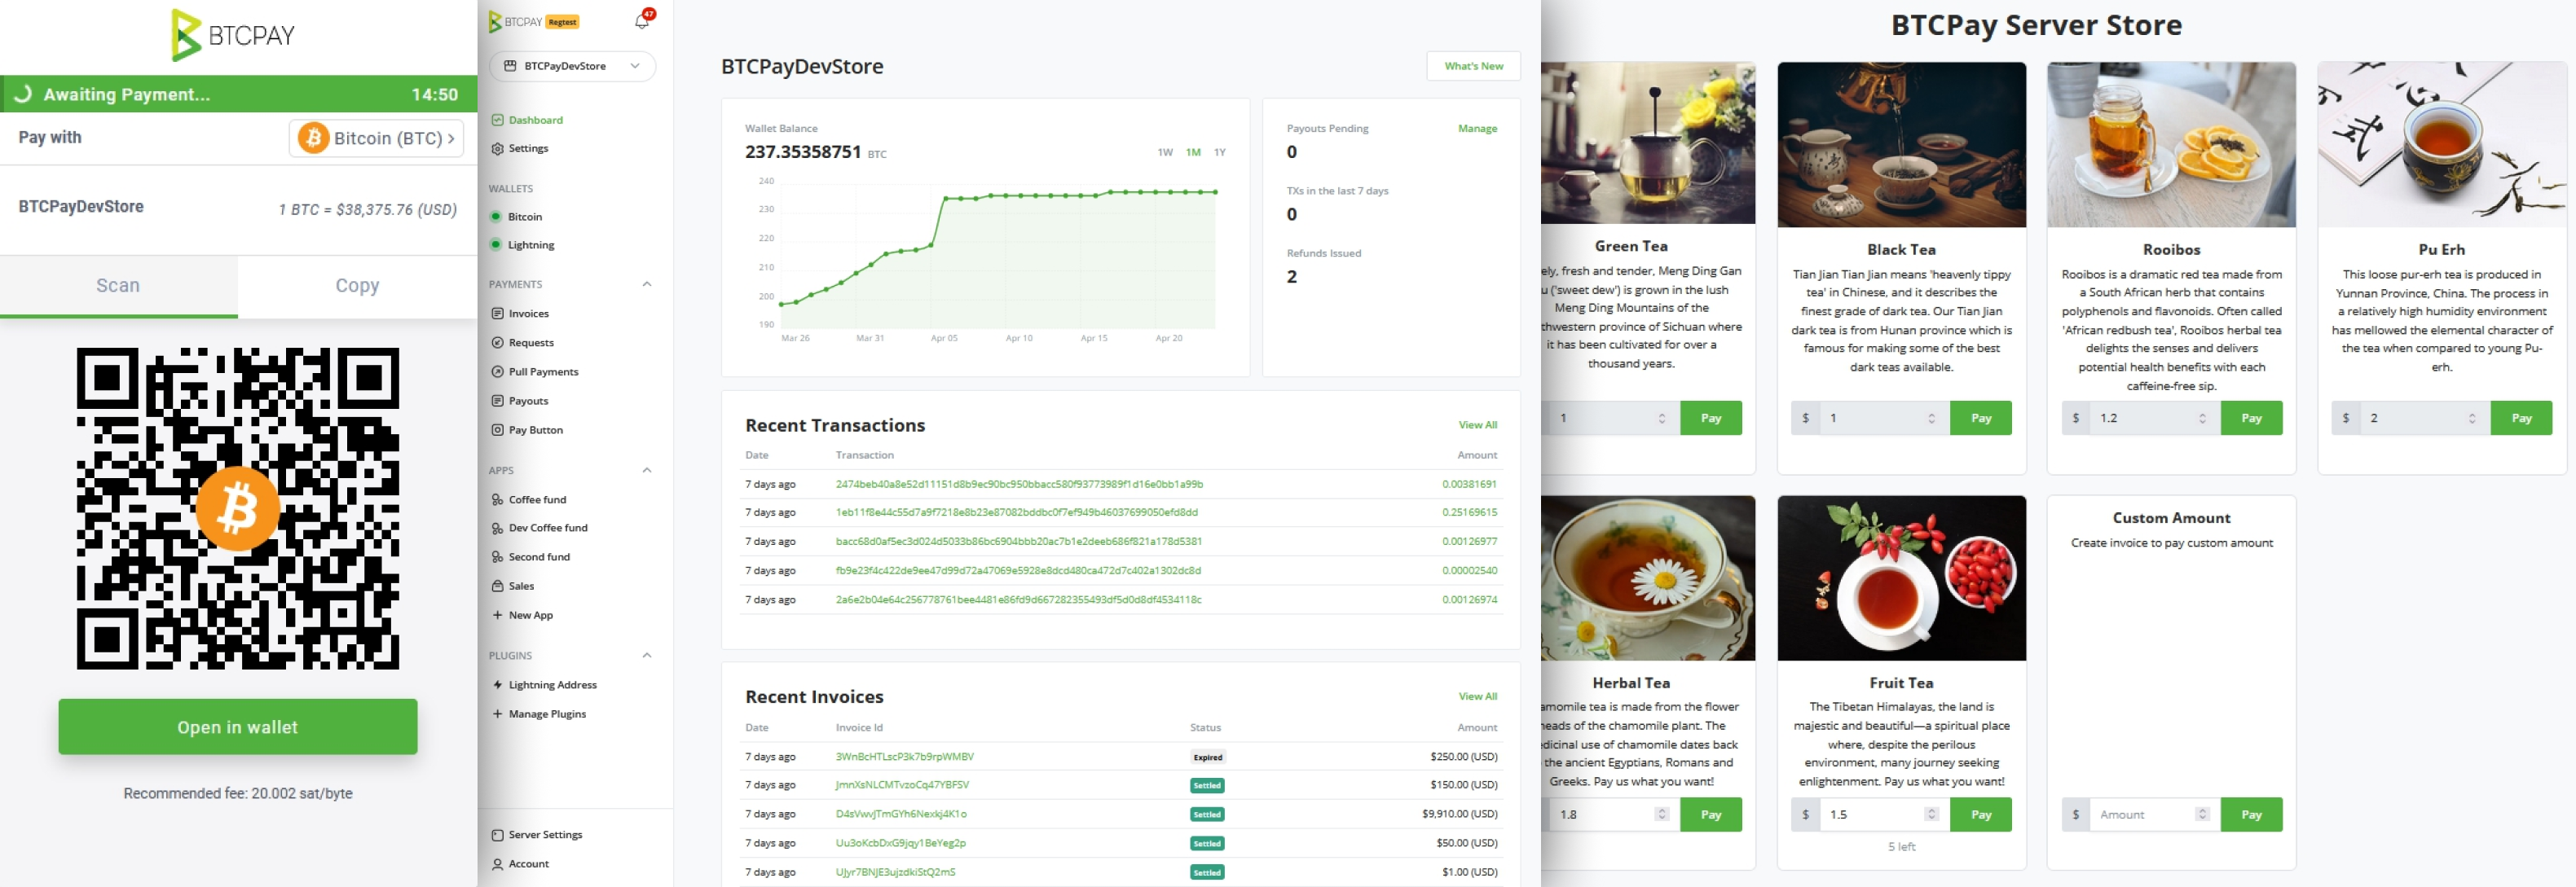 BTCPAY
Awaiting Payment...
14:50
Pay with
Bitcoin (BTC) >
BTCPayDevStore
1 BTC = $38,375.76 (USD)
Scan
Copy
Open in wallet
Recommended fee: 20.002 sat/byte
BTCPAY Regtest
47
BTCPayDevStore
Dashboard
Settings
WALLETS
Bitcoin
Lightning
PAYMENTS
Invoices
Requests
Pull Payments
Payouts
Pay Button
APPS
Coffee fund
Dev Coffee fund
Second fund
Sales
New App
PLUGINS
Lightning Address
Manage Plugins
Server Settings
Account
BTCPayDevStore
What's New
Wallet Balance
237.35358751 BTC
1W 1M 1Y
240
230
220
210
200
190
Mar 26 Mar 31 Apr 05 Apr 10 Apr 15 Apr 20
Payouts Pending
Manage
0
TXs in the last 7 days
0
Refunds Issued
2
Recent Transactions
View All
Date Transaction Amount
7 days ago 2474beb40a8e52d11151d8b9ec90bc950bbacc580f93773989f1d16e0bb1a99b 0.00381691
7 days ago 1eb11f8e44c55d7a9f7218e8b23e87082bddbc0f7ef949b46037699050efd8dd 0.25169615
7 days ago bacc68d0af5ec3d024d5033b86bc6904bbb20ac7b1e2deeb686f821a178d5381 0.00126977
7 days ago fb9e23f4c422de9ee47d99d72a47069e5928e8dcd480ca472d7c402a1302dc8d 0.00002540
7 days ago 2a6e2b04e64c256778761bee4481e86fd9d667282355493df5d0d8df4534118c 0.00126974
Recent Invoices
View All
Date Invoice Id Status Amount
7 days ago 3WnBcHTLscP3k7b9rpWMBV Expired $250.00 (USD)
7 days ago JmnXsNLCMTvzoCq47YBFSV Settled $150.00 (USD)
7 days ago D4sVwvJTmGYh6Nexkj4K1o Settled $9,910.00 (USD)
7 days ago Uu3oKcbDxG9jqy1BeYeg2p Settled $50.00 (USD)
7 days ago UJyr7BNJE3ujzdkiStQ2mS Settled $1.00 (USD)
BTCPay Server Store
Green Tea
ely, fresh and tender, Meng Ding Gan
u ('sweet dew') is grown in the lush
Meng Ding Mountains of the
thwestern province of Sichuan where
it has been cultivated for over a
thousand years.
1 Pay
Black Tea
Tian Jian Tian Jian means 'heavenly tippy
tea' in Chinese, and it describes the
finest grade of dark tea. Our Tian Jian
dark tea is from Hunan province which is
famous for making some of the best
dark teas available.
$ 1 Pay
Rooibos
Rooibos is a dramatic red tea made from
a South African herb that contains
polyphenols and flavonoids. Often called
'African redbush tea', Rooibos herbal tea
delights the senses and delivers
potential health benefits with each
caffeine-free sip.
$ 1.2 Pay
Pu Erh
This loose pur-erh tea is produced in
Yunnan Province, China. The process in
a relatively high humidity environment
has mellowed the elemental character of
the tea when compared to young Pu-
erh.
$ 2 Pay
Herbal Tea
amomile tea is made from the flower
heads of the chamomile plant. The
edicinal use of chamomile dates back
the ancient Egyptians, Romans and
Greeks. Pay us what you want!
1.8 Pay
Fruit Tea
The Tibetan Himalayas, the land is
majestic and beautiful—a spiritual place
where, despite the perilous
environment, many journey seeking
enlightenment. Pay us what you want!
$ 1.5 Pay
5 left
Custom Amount
Create invoice to pay custom amount
$ Amount Pay